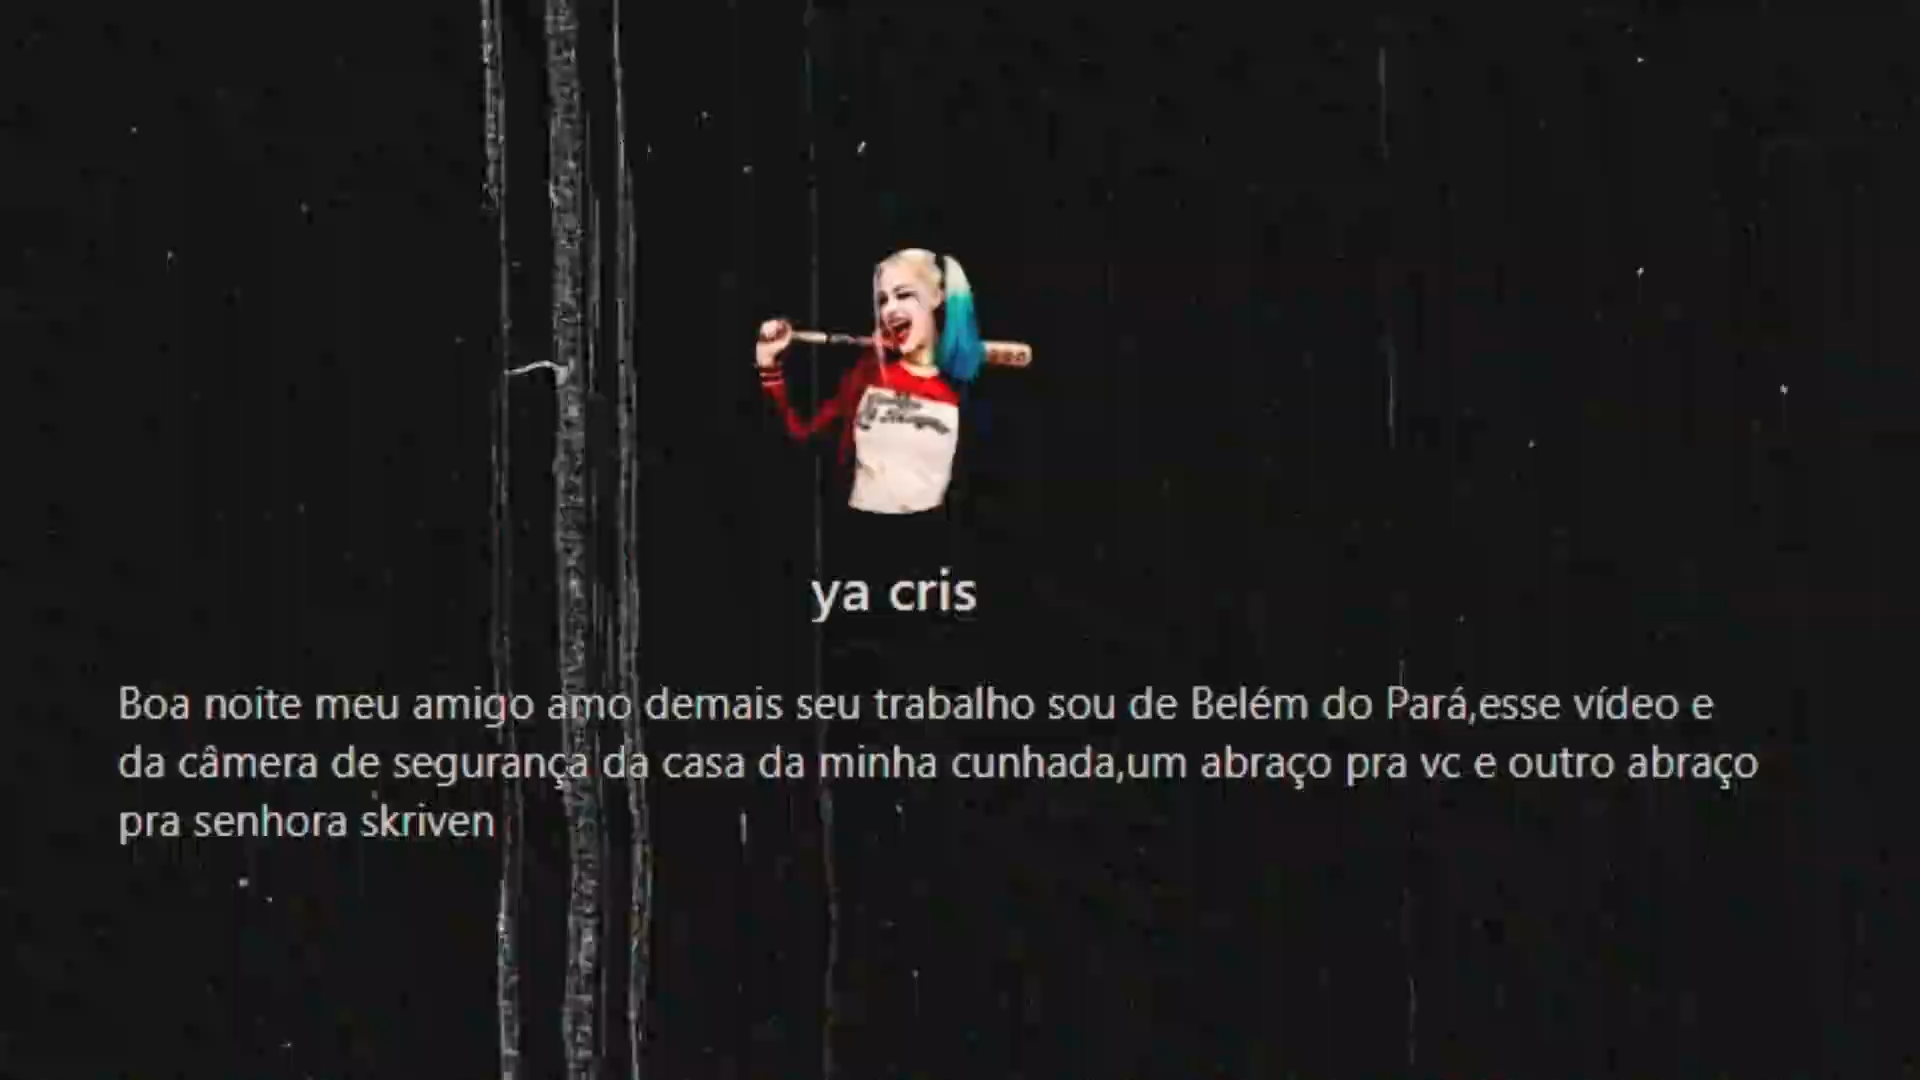 ya cris
Boa noite meu amigo amo demais seu trabalho sou de Belém do Pará,esse vídeo e
da câmera de segurança da casa da minha cunhada,um abraço pra vc e outro abraço
pra senhora skriven